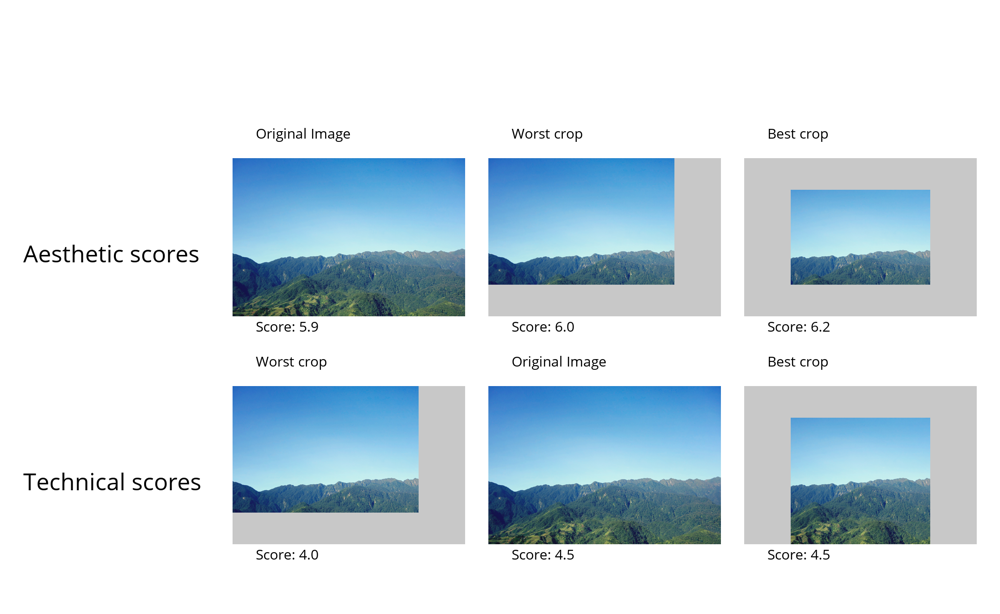 Original Image
Worst crop
Best crop
Aesthetic scores
Score: 5.9
Score: 6.0
Score: 6.2
Worst crop
Original Image
Best crop
Technical scores
Score: 4.0
Score: 4.5
Score: 4.5